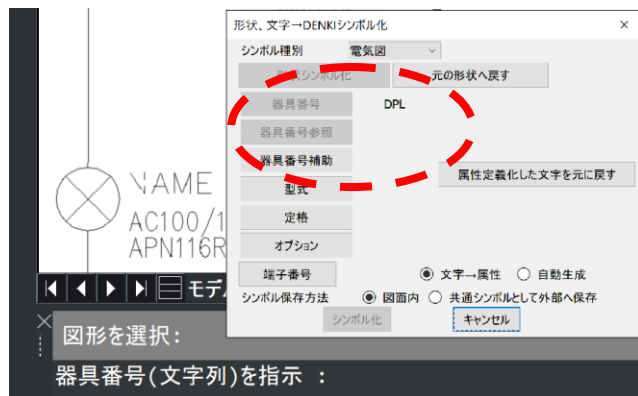 形状、文字→DENKIシンボル化 ×
シンボル種別 電気図
形状シンボル化 元の形状へ戻す
器具番号 DPL
器具番号参照
器具番号補助
属性定義化した文字を元に戻す
型式
定格
オプション
端子番号 文字→属性 自動生成
シンボル保存方法 図面内 共通シンボルとして外部へ保存
シンボル化 キャンセル
NAME
AC100/1
APN116R
モデ
図形を選択:
器具番号(文字列)を指示 :